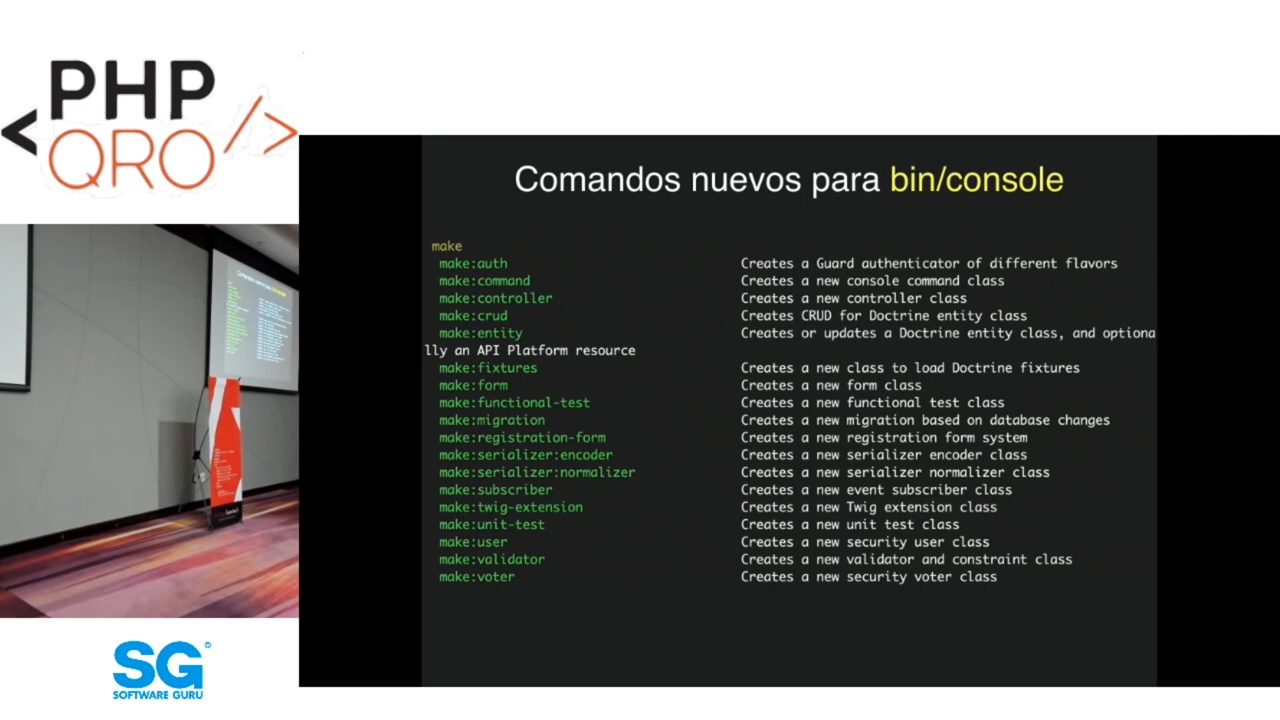 PHP
<QRO/>
Comandos nuevos para bin/console
make
make:auth Creates a Guard authenticator of different flavors
make:command Creates a new console command class
make:controller Creates a new controller class
make:crud Creates CRUD for Doctrine entity class
make:entity Creates or updates a Doctrine entity class, and optiona
lly an API Platform resource
make:fixtures Creates a new class to load Doctrine fixtures
make:form Creates a new form class
make:functional-test Creates a new functional test class
make:migration Creates a new migration based on database changes
make:registration-form Creates a new registration form system
make:serializer:encoder Creates a new serializer encoder class
make:serializer:normalizer Creates a new serializer normalizer class
make:subscriber Creates a new event subscriber class
make:twig-extension Creates a new Twig extension class
make:unit-test Creates a new unit test class
make:user Creates a new security user class
make:validator Creates a new validator and constraint class
make:voter Creates a new security voter class
SG®
SOFTWARE GURU